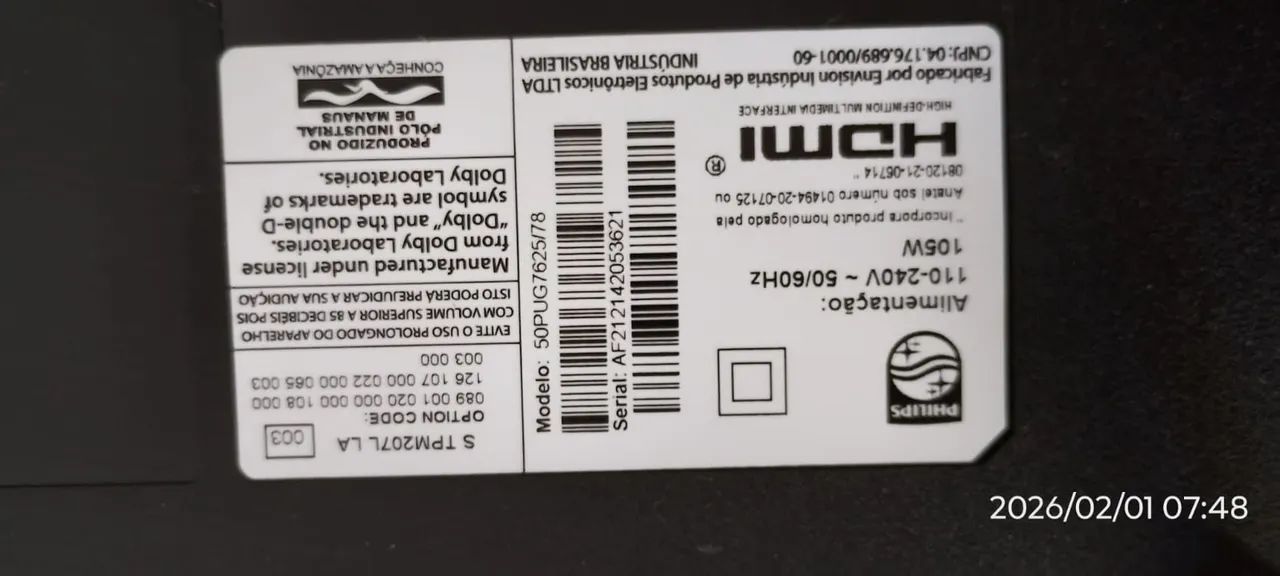 PHILIPS
Alimentação:
110-240V ~ 50/60Hz
105W
"Incorpora produto homologado pela
Anatel sob número 01494-20-07125 ou
08120-21-06714"
HDMI®
HIGH-DEFINITION MULTIMEDIA INTERFACE
Fabricado por Envision Indústria de Produtos Eletrônicos LTDA
CNPJ: 04.176.689/0001-60 INDÚSTRIA BRASILEIRA
Modelo: 50PUG7625/78
Serial: AF212142053621
S TPM207L LA 003
OPTION CODE:
089 001 020 000 000 108 000
126 107 000 022 000 065 003
003 000
EVITE O USO PROLONGADO DO APARELHO
COM VOLUME SUPERIOR A 85 DECIBÉIS POIS
ISTO PODERÁ PREJUDICAR A SUA AUDIÇÃO
Manufactured under license
from Dolby Laboratories.
"Dolby" and the double-D
symbol are trademarks of
Dolby Laboratories.
PRODUZIDO NO
PÓLO INDUSTRIAL
DE MANAUS
CONHEÇA A AMAZÔNIA
2026/02/01 07:48